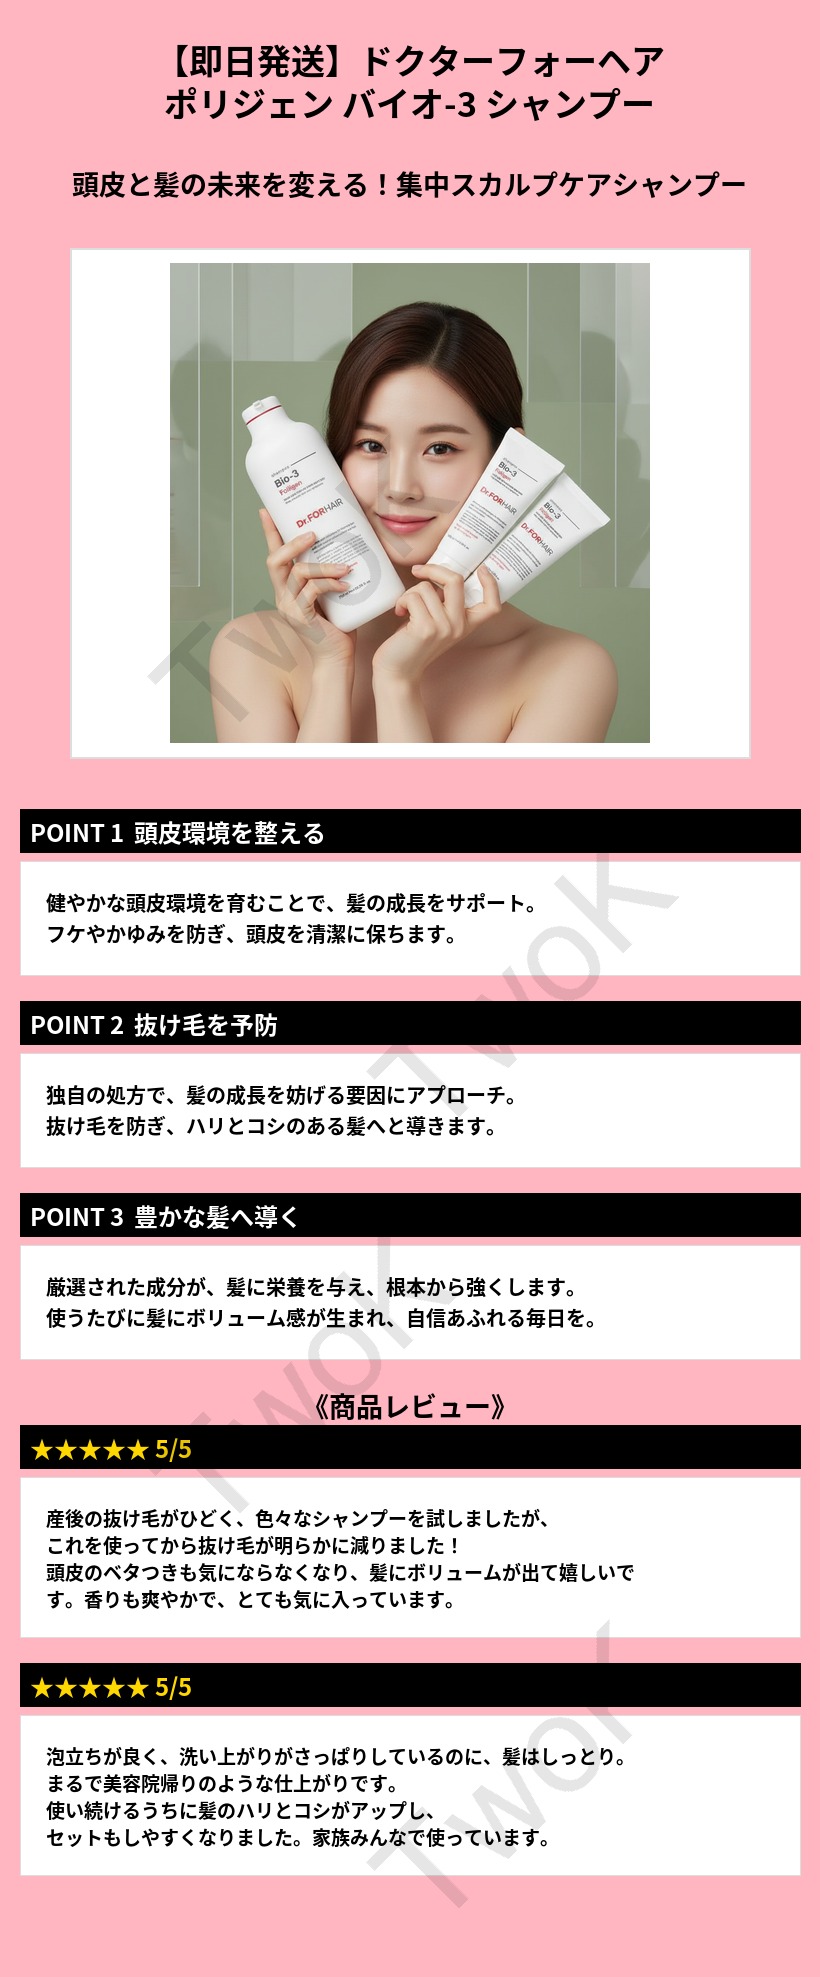 【即日発送】ドクターフォーヘア
ポリジェン バイオ-3 シャンプー
頭皮と髪の未来を変える！集中スカルプケアシャンプー
shampoo
Bio-3
Folligen
Dr.FORHAIR
shampoo
Bio-3
Folligen
Dr.FORHAIR
Bio-3
Folligen
Dr.FORHAIR
TwoK
POINT 1 頭皮環境を整える
健やかな頭皮環境を育むことで、髪の成長をサポート。
フケやかゆみを防ぎ、頭皮を清潔に保ちます。
TwoK
POINT 2 抜け毛を予防
独自の処方で、髪の成長を妨げる要因にアプローチ。
抜け毛を防ぎ、ハリとコシのある髪へと導きます。
POINT 3 豊かな髪へ導く
厳選された成分が、髪に栄養を与え、根本から強くします。
使うたびに髪にボリューム感が生まれ、自信あふれる毎日を。
TwoK
《商品レビュー》
★★★★★ 5/5
産後の抜け毛がひどく、色々なシャンプーを試しましたが、
これを使ってから抜け毛が明らかに減りました！
頭皮のベタつきも気にならなくなり、髪にボリュームが出て嬉しいで
す。香りも爽やかで、とても気に入っています。
★★★★★ 5/5
泡立ちが良く、洗い上がりがさっぱりしているのに、髪はしっとり。
まるで美容院帰りのような仕上がりです。
使い続けるうちに髪のハリとコシがアップし、
セットもしやすくなりました。家族みんなで使っています。
TwoK